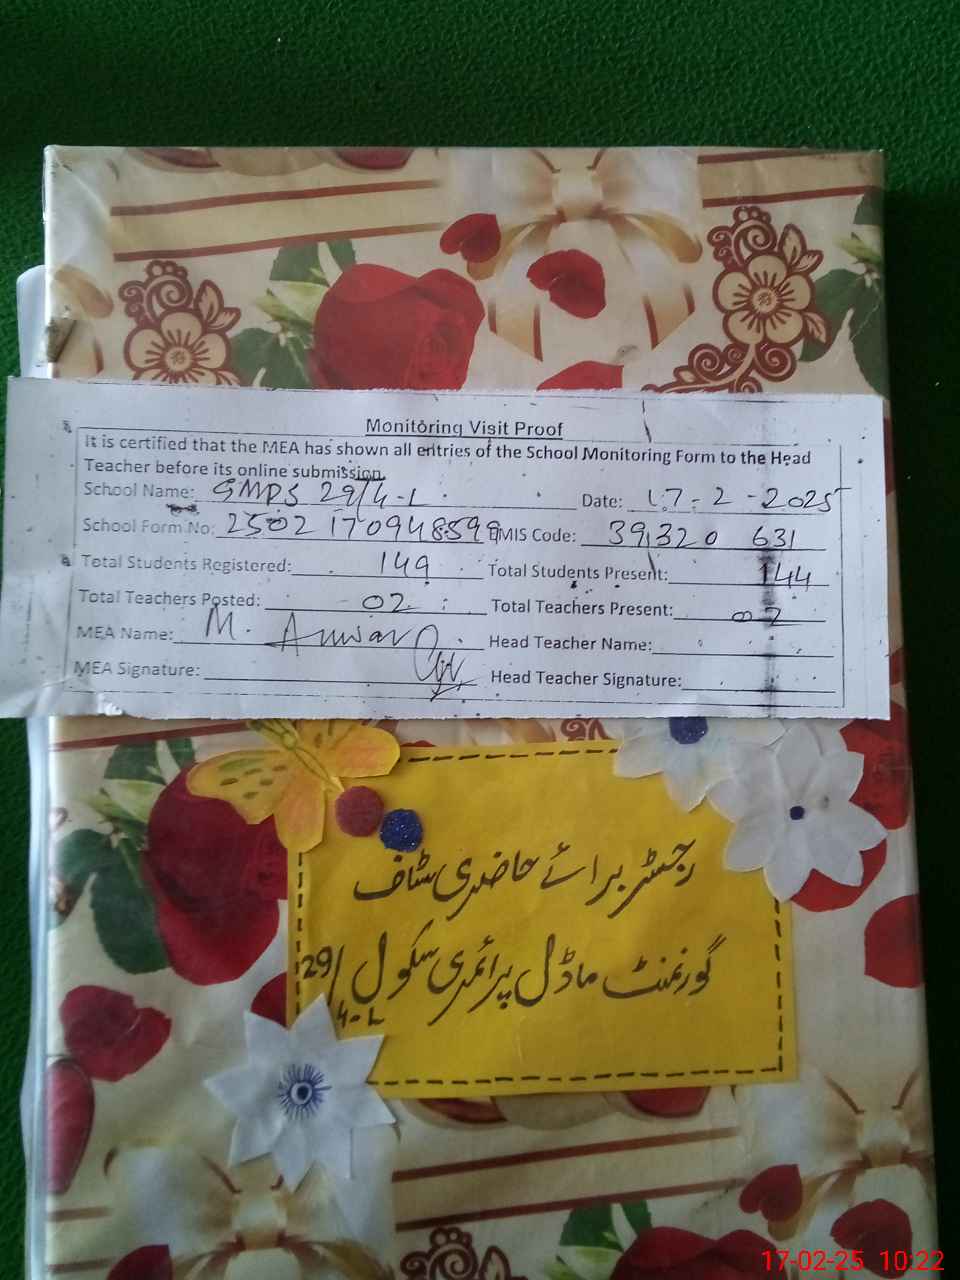 Monitoring Visit Proof
It is certified that the MEA has shown all entries of the School Monitoring Form to the Head
Teacher before its online submission.
School Name: GMPS 29/4-L Date: 17-2-2025
School Form No: 2502170948599 EMIS Code: 39320631
Total Students Registered: 149 Total Students Present: 144
Total Teachers Posted: 02 Total Teachers Present: 02
MEA Name: M. Anwar Head Teacher Name:
MEA Signature: Head Teacher Signature:
رجسٹر برائے حاضری سٹاف
گورنمنٹ ماڈل پرائمری سکول 29/4-L
17-02-25 10:22